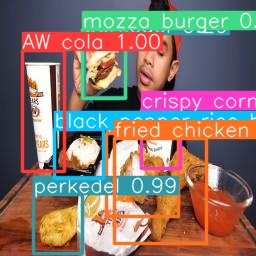 mozza burger 0.
AW cola 1.00
crispy corn
black pepper rice b
fried chicken
perkedel 0.99